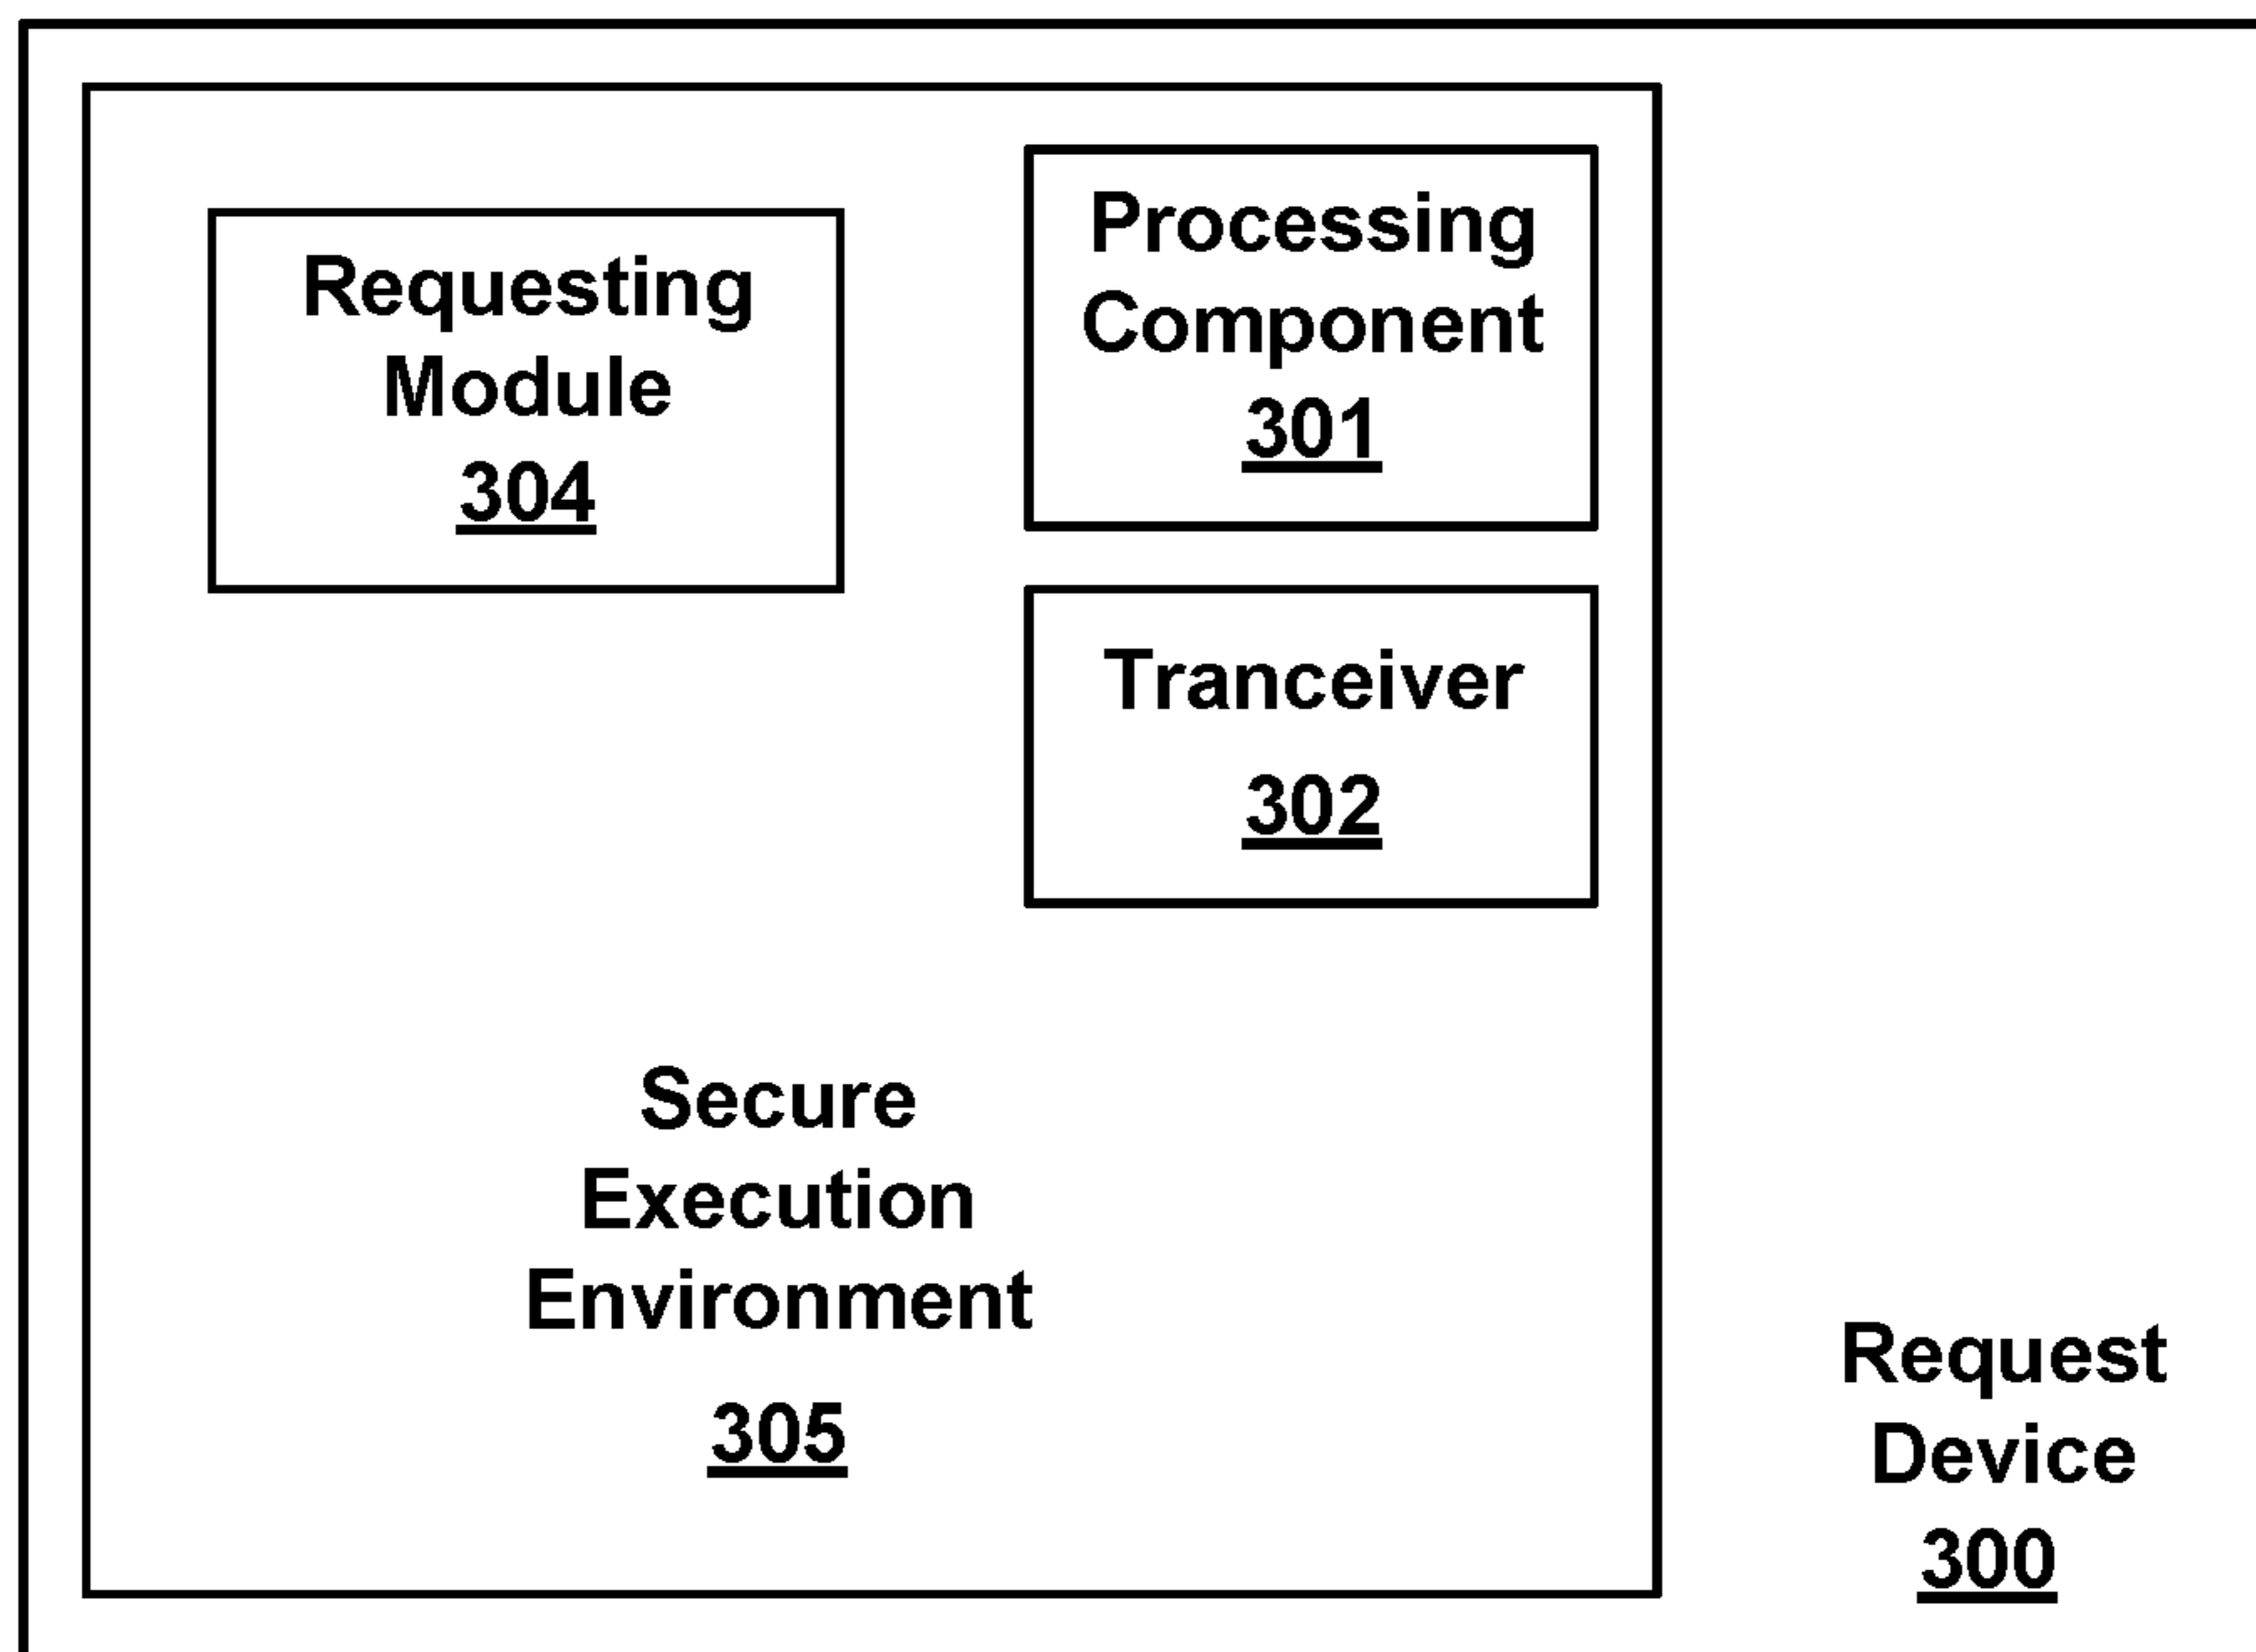 Requesting
Module
304
Processing
Component
301
Tranceiver
302
Secure
Execution
Environment
305
Request
Device
300